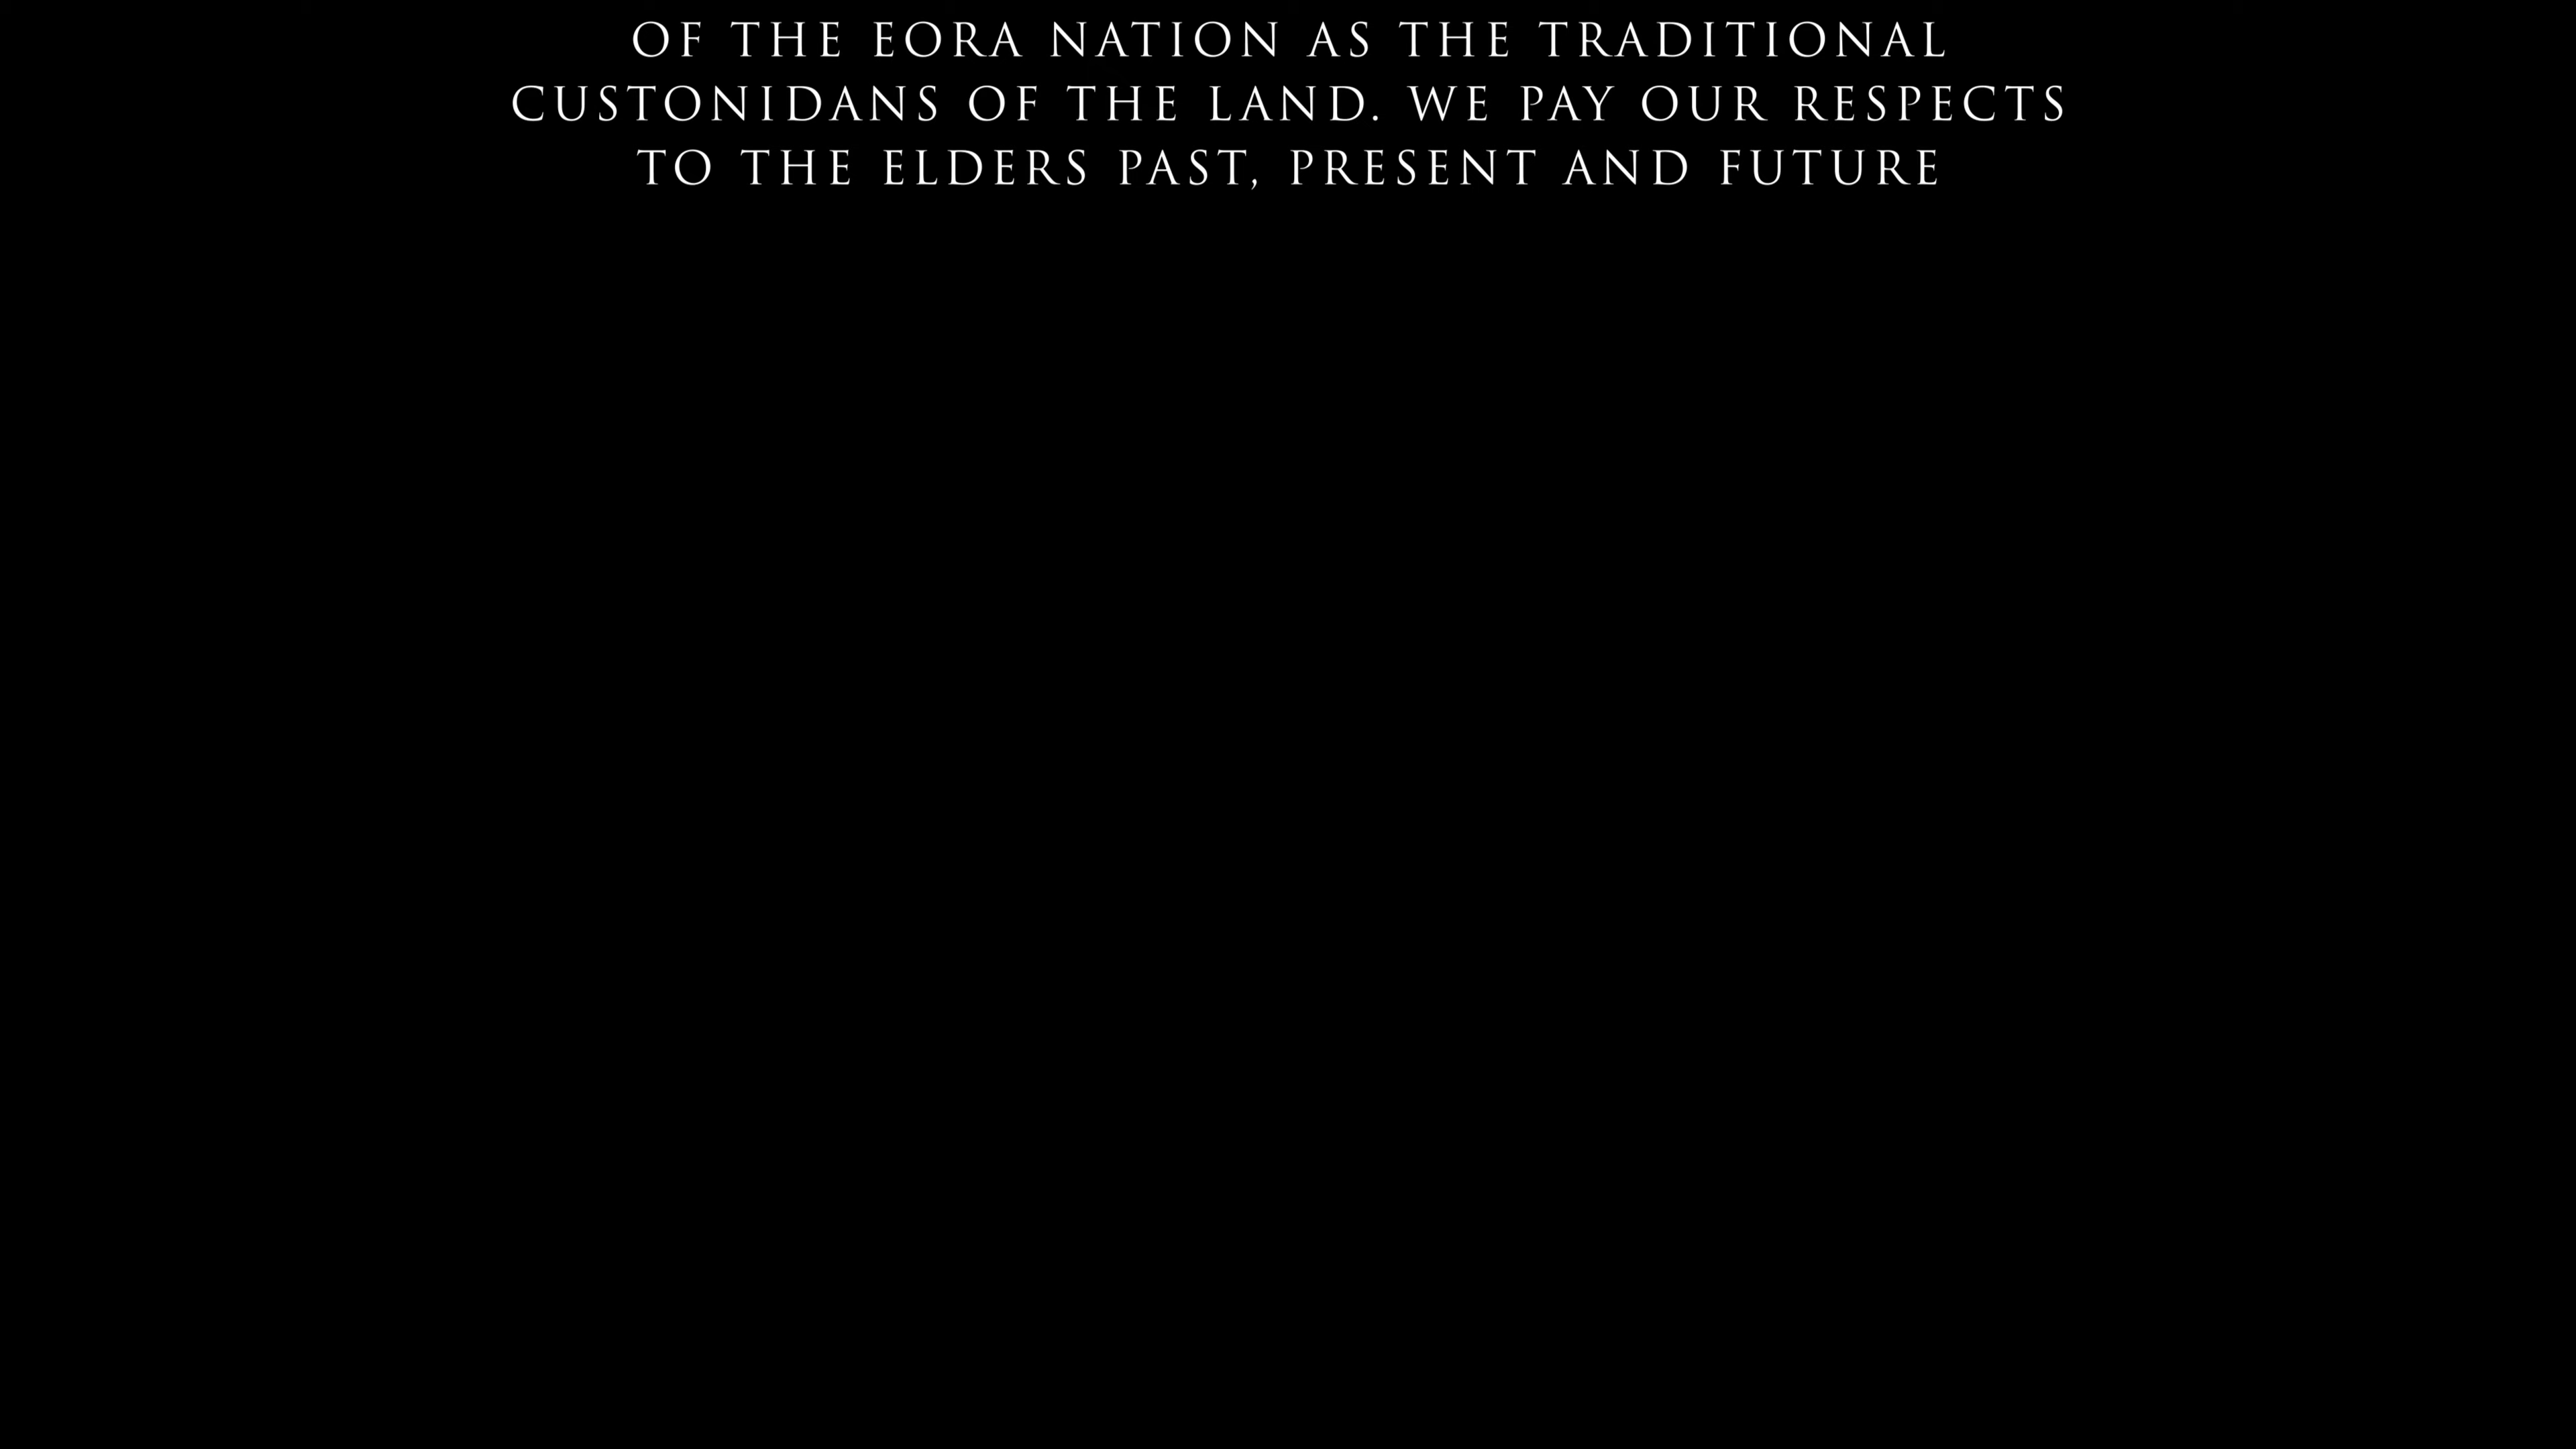 OF THE EORA NATION AS THE TRADITIONAL
CUSTONIDANS OF THE LAND. WE PAY OUR RESPECTS
TO THE ELDERS PAST, PRESENT AND FUTURE